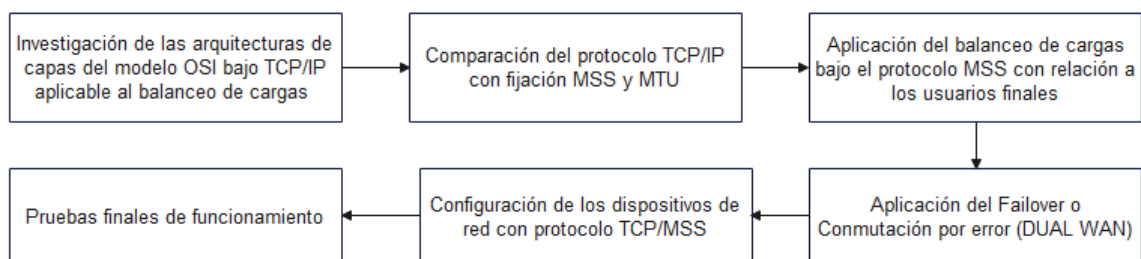 Investigación de las arquitecturas de
capas del modelo OSI bajo TCP/IP
aplicable al balanceo de cargas
Comparación del protocolo TCP/IP
con fijación MSS y MTU
Aplicación del balanceo de cargas
bajo el protocolo MSS con relación a
los usuarios finales
Aplicación del Failover o
Conmutación por error (DUAL WAN)
Configuración de los dispositivos de
red con protocolo TCP/MSS
Pruebas finales de funcionamiento